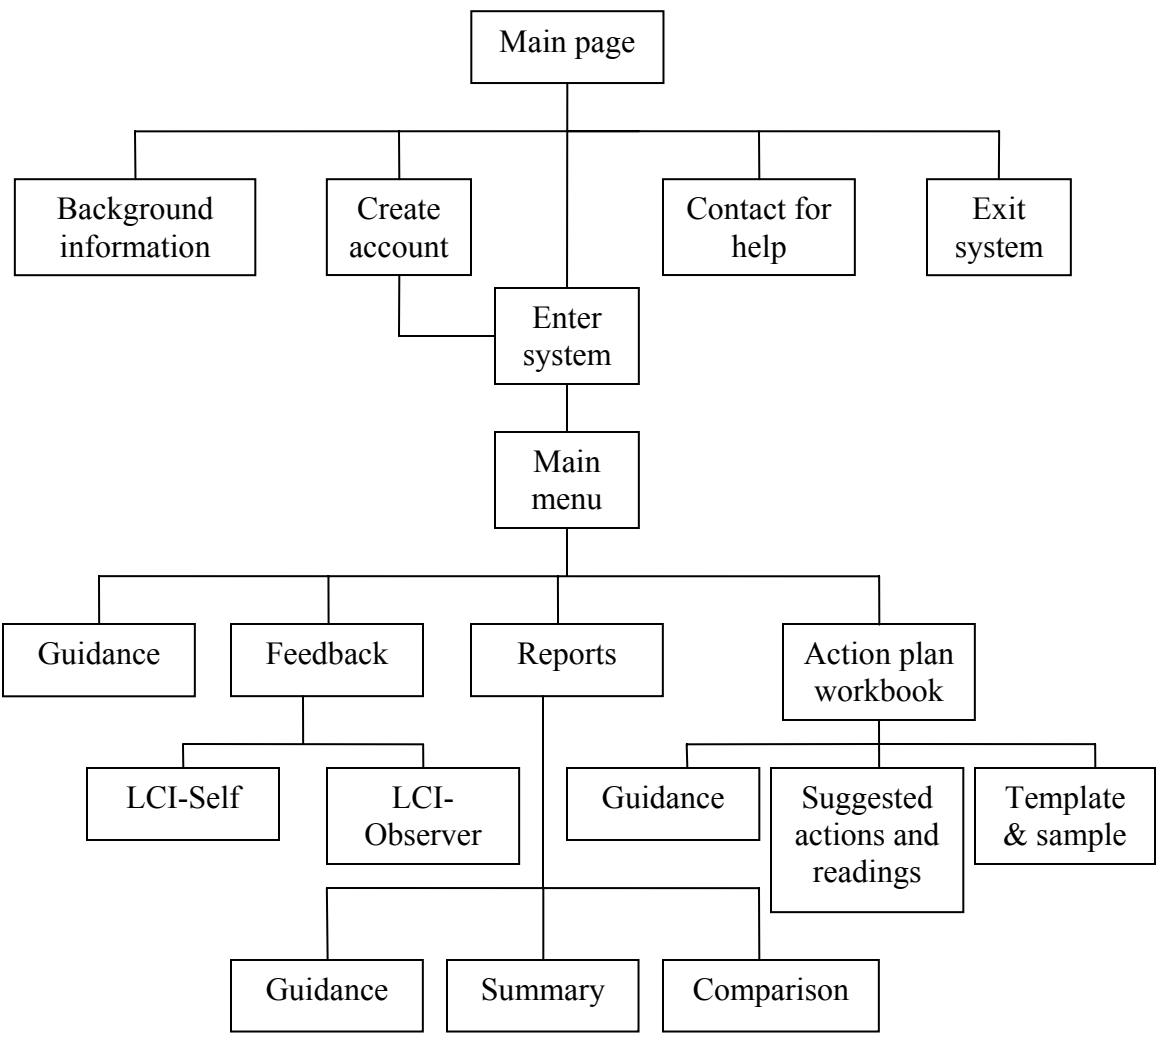 Main page
Background
information
Create
account
Contact for
help
Exit
system
Enter
system
Main
menu
Guidance
Feedback
Reports
Action plan
workbook
LCI-Self
LCI-
Observer
Guidance
Suggested
actions and
readings
Template
& sample
Guidance
Summary
Comparison